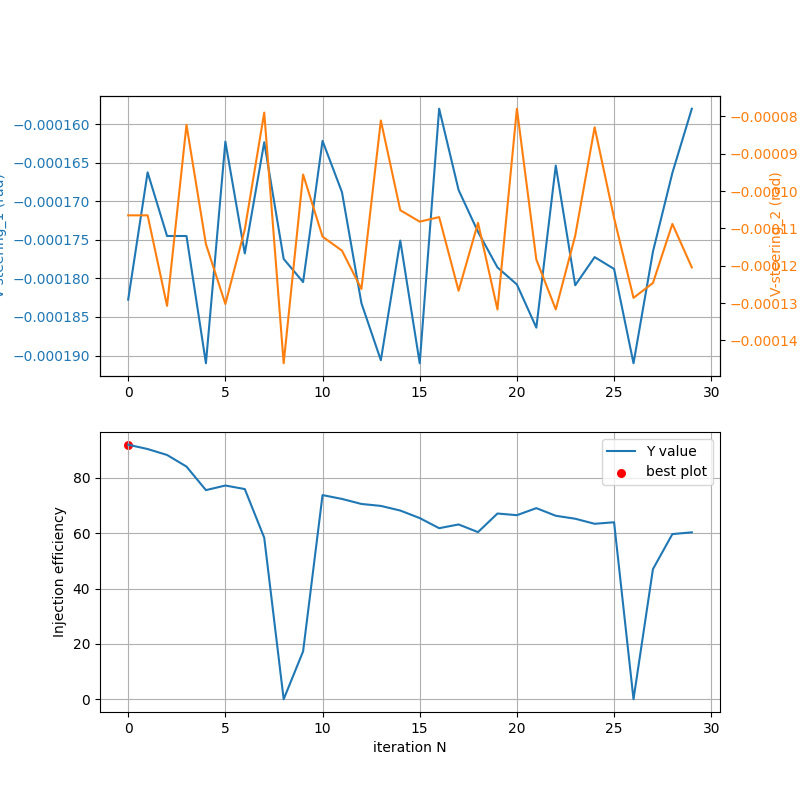 −0.000160
−0.000165
−0.000170
−0.000175
−0.000180
−0.000185
−0.000190
−0.00008
−0.00009
−0.00010
−0.00011
−0.00012
−0.00013
−0.00014
V-steering_1 (rad)
V-steering_2 (rad)
0 5 10 15 20 25 30
80
60
40
20
0
Injection efficiency
Y value
best plot
0 5 10 15 20 25 30
iteration N